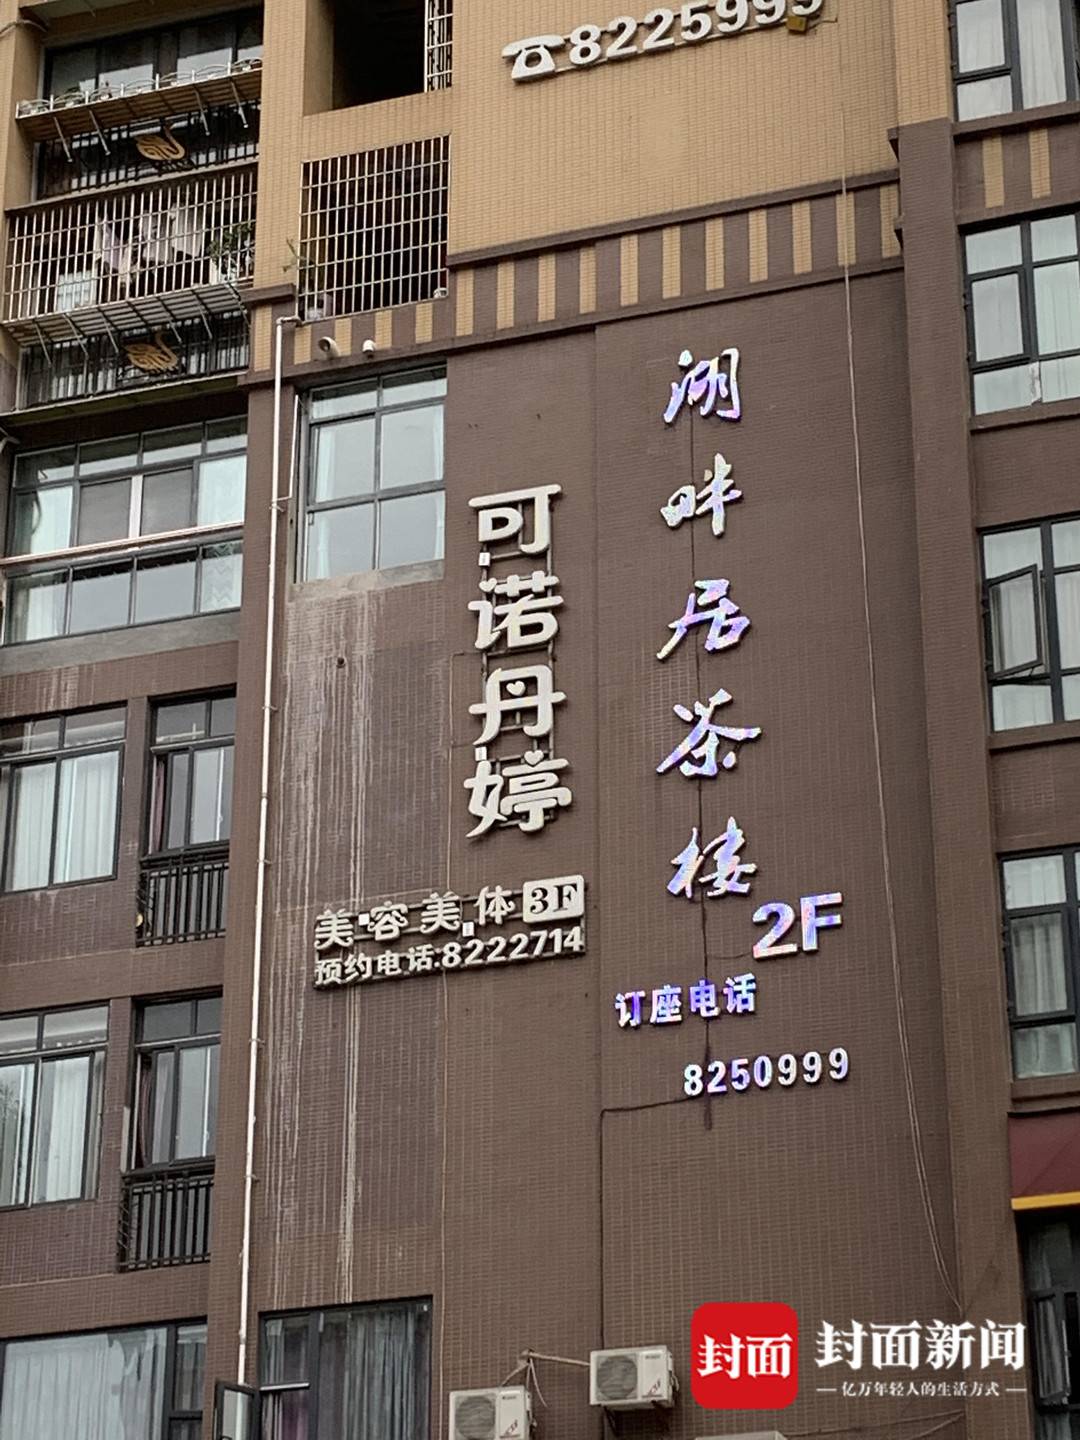 8225999
湖畔居茶楼
2F
订座电话
8250999
可诺丹婷
美容美体 3F
预约电话:8222714
封面
封面新闻
亿万年轻人的生活方式